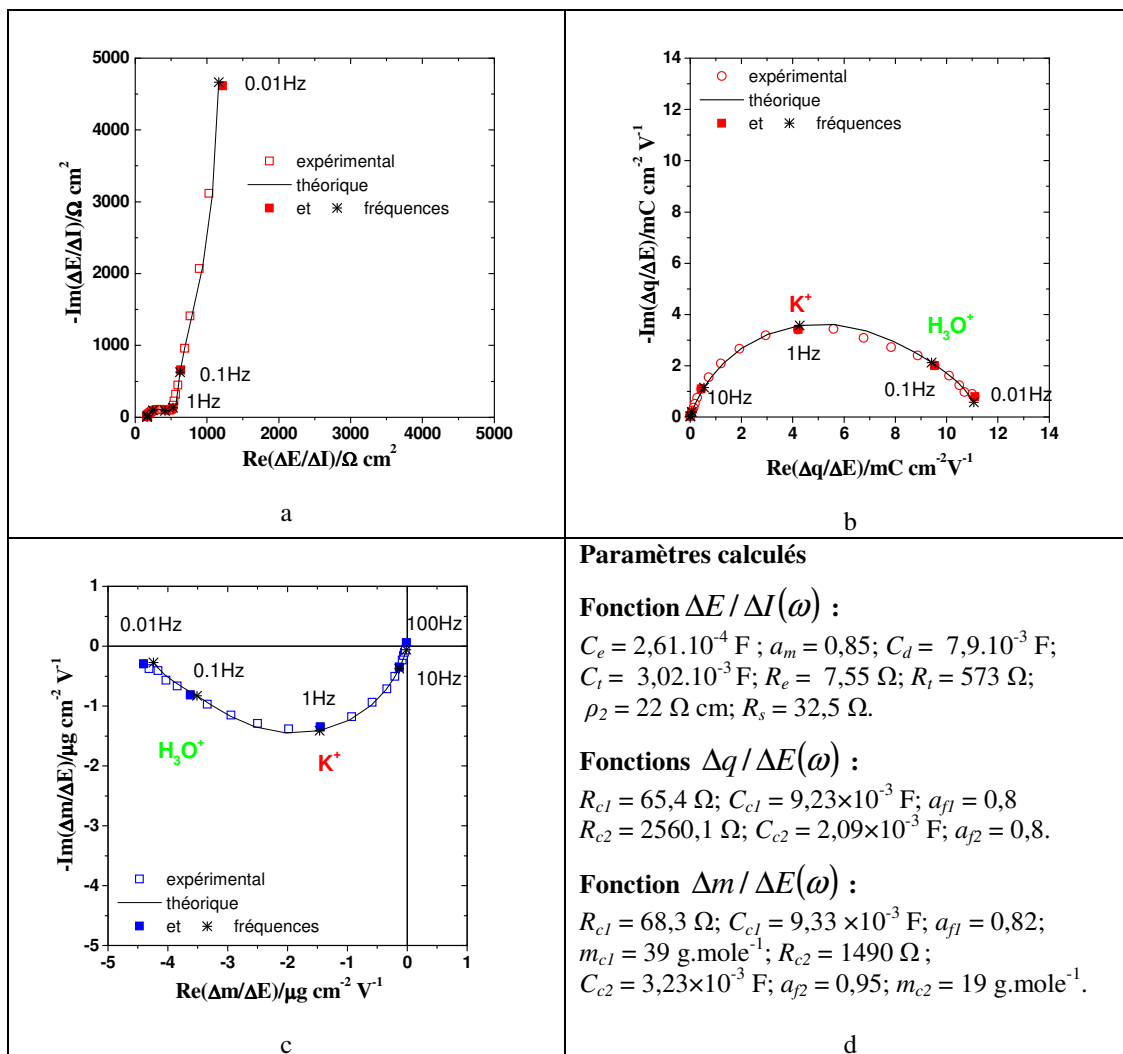 5000
4000
3000
2000
1000
0
0 1000 2000 3000 4000 5000
-Im(ΔE/ΔI)/Ω cm²
Re(ΔE/ΔI)/Ω cm²
0.01Hz
expérimental
théorique
et fréquences
0.1Hz
1Hz
a
14
12
10
8
6
4
2
0
0 2 4 6 8 10 12 14
-Im(Δq/ΔE)/mC cm⁻² V⁻¹
Re(Δq/ΔE)/mC cm⁻²V⁻¹
expérimental
théorique
et fréquences
K⁺
H₃O⁺
1Hz
0.1Hz
0.01Hz
10Hz
b
1
0
-1
-2
-3
-4
-5
-5 -4 -3 -2 -1 0 1
-Im(Δm/ΔE)/µg cm⁻² V⁻¹
Re(Δm/ΔE)/µg cm⁻² V⁻¹
0.01Hz
100Hz
0.1Hz
1Hz
10Hz
H₃O⁺
K⁺
expérimental
théorique
et fréquences
c
Paramètres calculés
Fonction ΔE / ΔI(ω) :
Cₑ = 2,61.10⁻⁴ F ; aₘ = 0,85; C_d = 7,9.10⁻³ F;
Cₜ = 3,02.10⁻³ F; Rₑ = 7,55 Ω; Rₜ = 573 Ω;
ρ₂ = 22 Ω cm; Rₛ = 32,5 Ω.
Fonctions Δq / ΔE(ω) :
R_c1 = 65,4 Ω; C_c1 = 9,23×10⁻³ F; a_f1 = 0,8
R_c2 = 2560,1 Ω; C_c2 = 2,09×10⁻³ F; a_f2 = 0,8.
Fonction Δm / ΔE(ω) :
R_c1 = 68,3 Ω; C_c1 = 9,33 ×10⁻³ F; a_f1 = 0,82;
m_c1 = 39 g.mole⁻¹; R_c2 = 1490 Ω ;
C_c2 = 3,23×10⁻³ F; a_f2 = 0,95; m_c2 = 19 g.mole⁻¹.
d